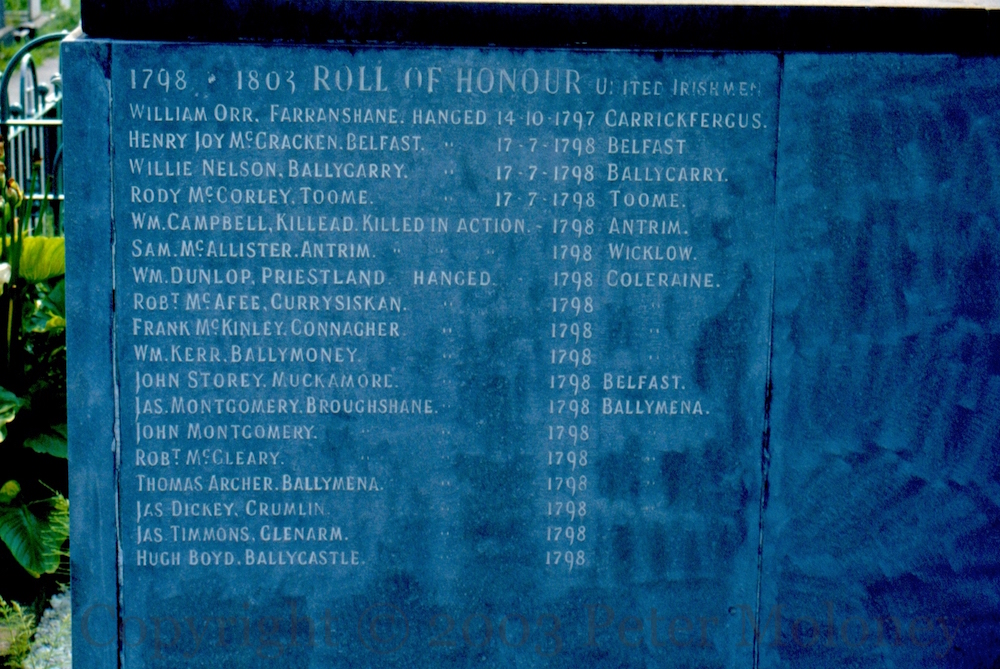 1798 - 1803 ROLL OF HONOUR UNITED IRISHMEN
WILLIAM ORR. FARRANSHANE. HANGED 14-10-1797 CARRICKFERGUS.
HENRY JOY McCRACKEN. BELFAST. " 17-7-1798 BELFAST
WILLIE NELSON. BALLYCARRY. " 17-7-1798 BALLYCARRY.
RODY McCORLEY. TOOME. " 17-7-1798 TOOME.
WM. CAMPBELL, KILLEAD. KILLED IN ACTION. - 1798 ANTRIM.
SAM. McALLISTER. ANTRIM. " " 1798 WICKLOW.
WM. DUNLOP, PRIESTLAND. HANGED. 1798 COLERAINE.
ROBT McAFEE, CURRYSISKAN. " 1798 "
FRANK McKINLEY. CONNAGHER. " 1798 "
WM. KERR. BALLYMONEY. " 1798 "
JOHN STOREY. MUCKAMORE. " 1798 BELFAST.
JAS. MONTGOMERY. BROUGHSHANE. " 1798 BALLYMENA.
JOHN MONTGOMERY. " " 1798 "
ROBT McCLEARY. " " 1798 "
THOMAS ARCHER. BALLYMENA. " 1798 "
JAS DICKEY, CRUMLIN. " 1798 "
JAS TIMMONS, GLENARM. 1798
HUGH BOYD. BALLYCASTLE. 1798
Copyright © 2003 Peter Moloney